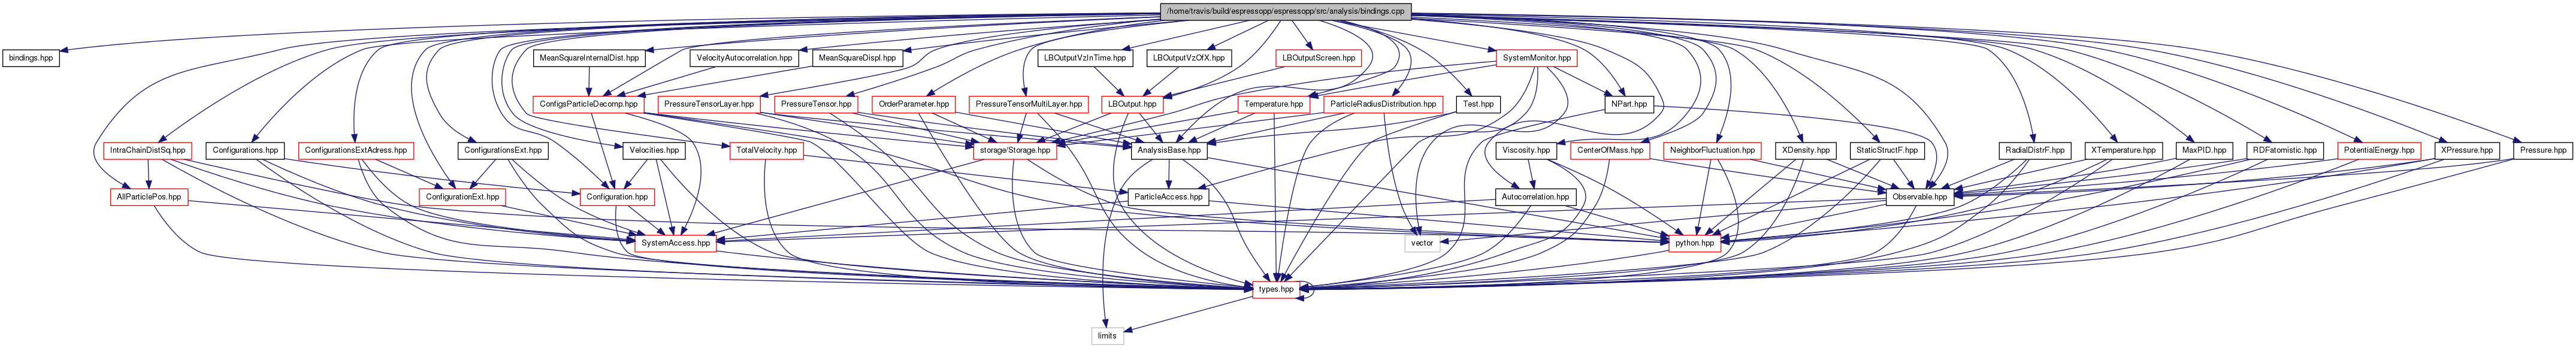 /home/travis/build/espressopp/espressopp/src/analysis/bindings.cpp
bindings.hpp
MeanSquareInternalDist.hpp
VelocityAutocorrelation.hpp
MeanSquareDispl.hpp
LBOutputVzInTime.hpp
LBOutputVzOfX.hpp
LBOutputScreen.hpp
SystemMonitor.hpp
ConfigsParticleDecomp.hpp
PressureTensorLayer.hpp
PressureTensor.hpp
OrderParameter.hpp
PressureTensorMultiLayer.hpp
LBOutput.hpp
Temperature.hpp
ParticleRadiusDistribution.hpp
Test.hpp
NPart.hpp
IntraChainDistSq.hpp
Configurations.hpp
ConfigurationsExtAdress.hpp
ConfigurationsExt.hpp
Velocities.hpp
TotalVelocity.hpp
storage/Storage.hpp
AnalysisBase.hpp
Viscosity.hpp
CenterOfMass.hpp
NeighborFluctuation.hpp
XDensity.hpp
StaticStructF.hpp
RadialDistrF.hpp
XTemperature.hpp
MaxPID.hpp
RDFatomistic.hpp
PotentialEnergy.hpp
XPressure.hpp
Pressure.hpp
AllParticlePos.hpp
ConfigurationExt.hpp
Configuration.hpp
ParticleAccess.hpp
Autocorrelation.hpp
Observable.hpp
SystemAccess.hpp
vector
python.hpp
types.hpp
limits